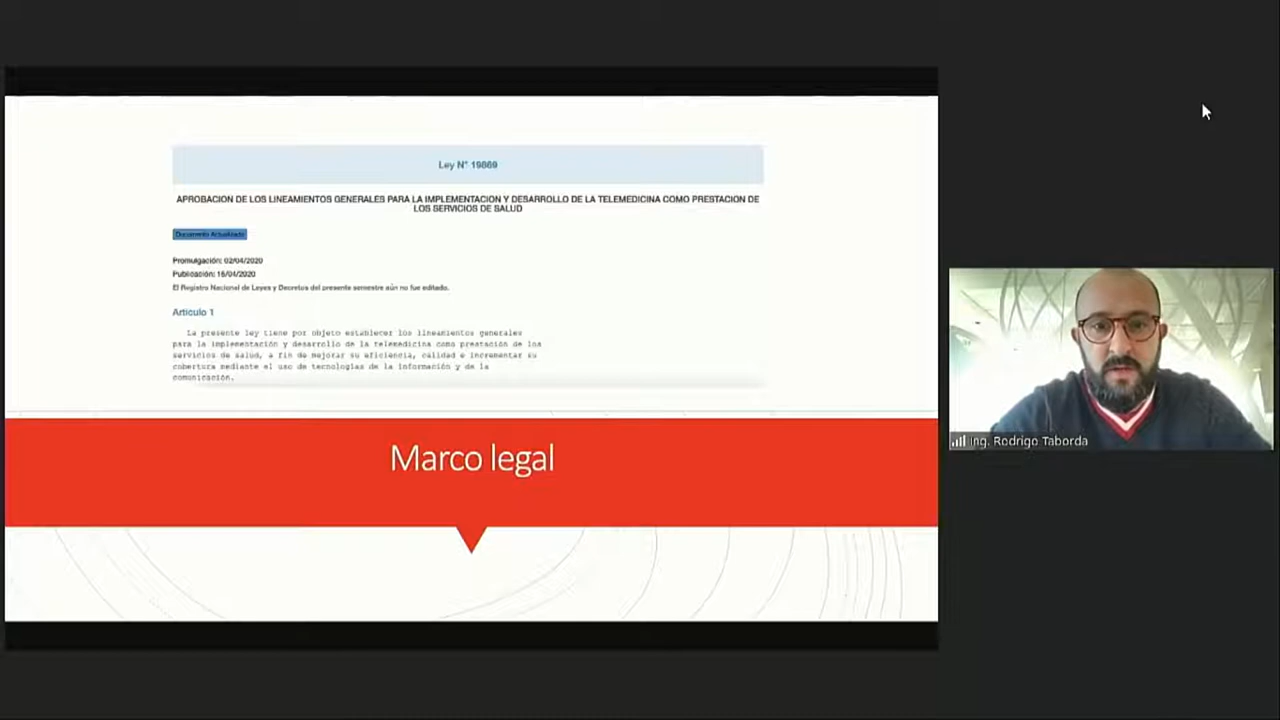 Ley N° 19869
APROBACION DE LOS LINEAMIENTOS GENERALES PARA LA IMPLEMENTACION Y DESARROLLO DE LA TELEMEDICINA COMO PRESTACION DE
LOS SERVICIOS DE SALUD
Documento Actualizado
Promulgación: 02/04/2020
Publicación: 16/04/2020
El Registro Nacional de Leyes y Decretos del presente semestre aún no fue editado.
Artículo 1
La presente ley tiene por objeto establecer los lineamientos generales
para la implementación y desarrollo de la telemedicina como prestación de los
servicios de salud, a fin de mejorar su eficiencia, calidad e incrementar su
cobertura mediante el uso de tecnologías de la información y de la
comunicación.
Marco legal
Ing. Rodrigo Taborda